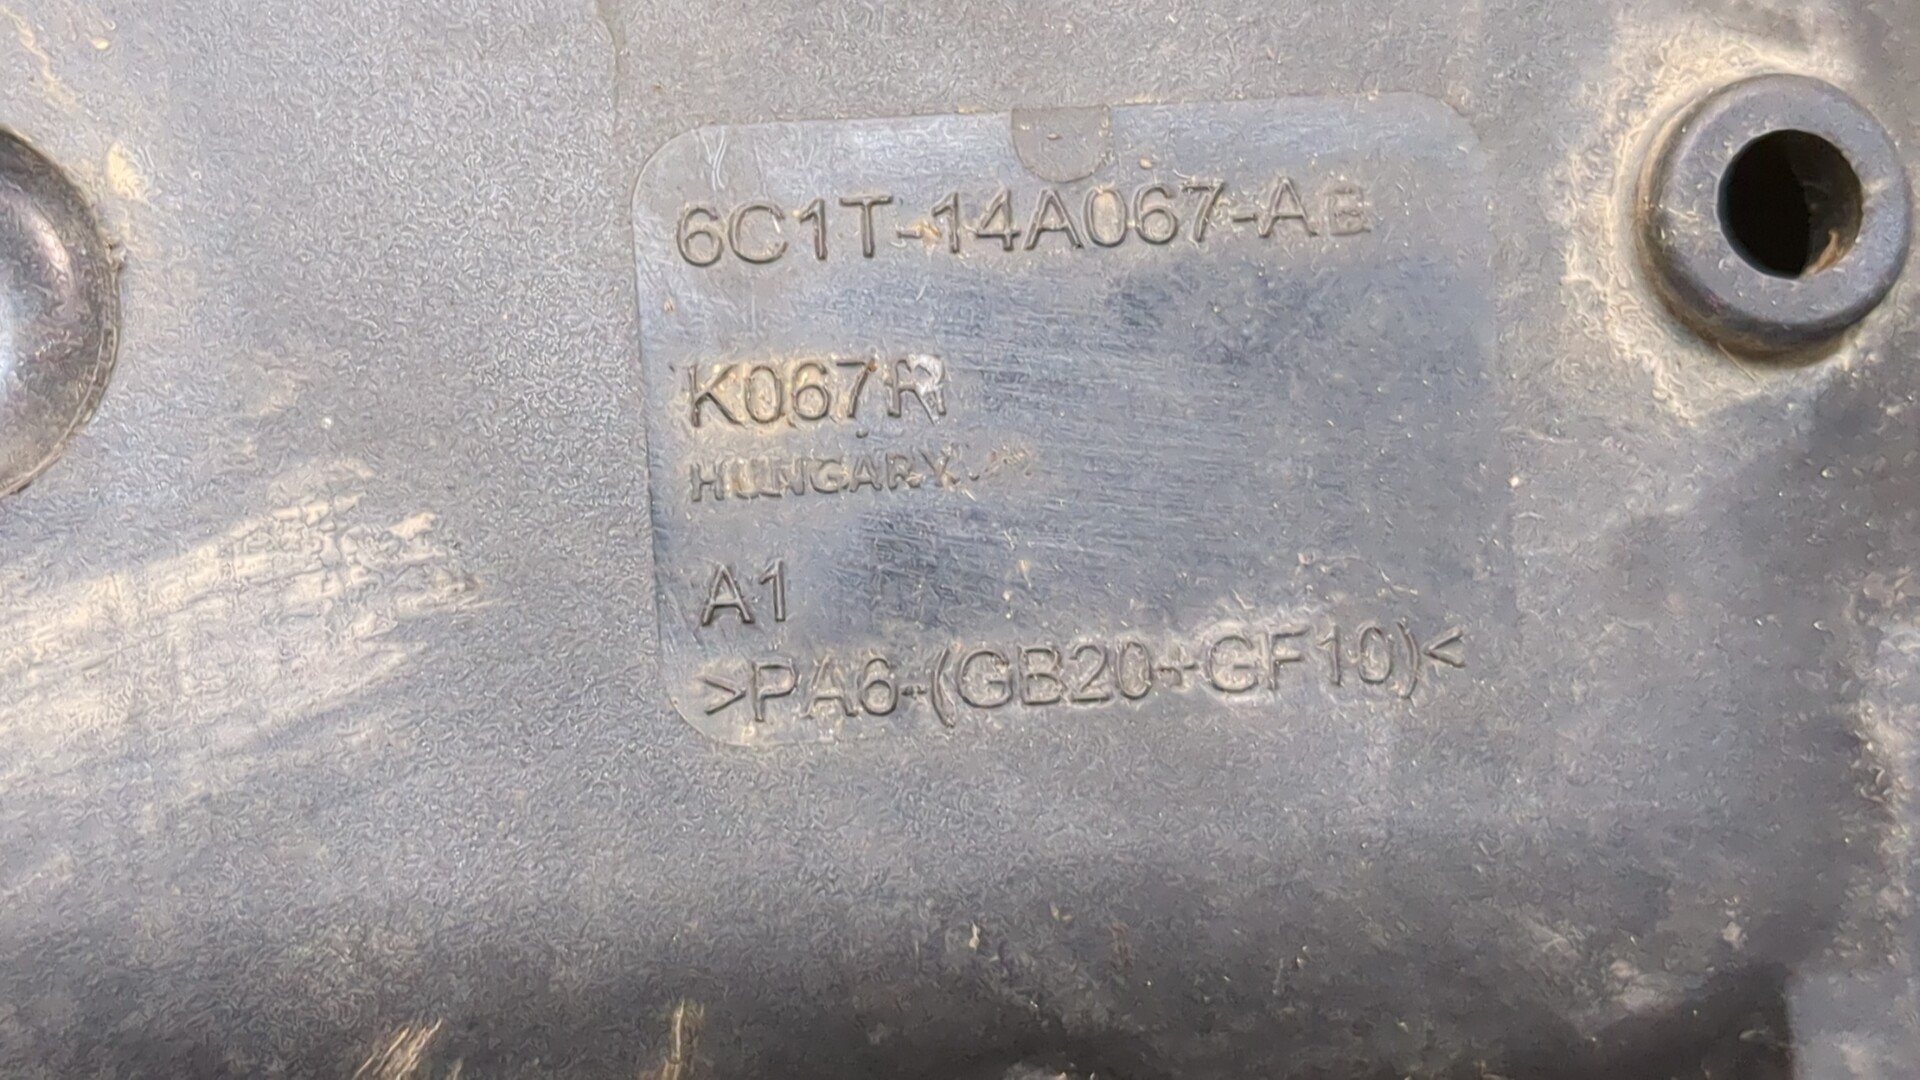 6C1T-14A067-AB
K067R
HUNGARY
A1
>PA6-(GB20+GF10)<